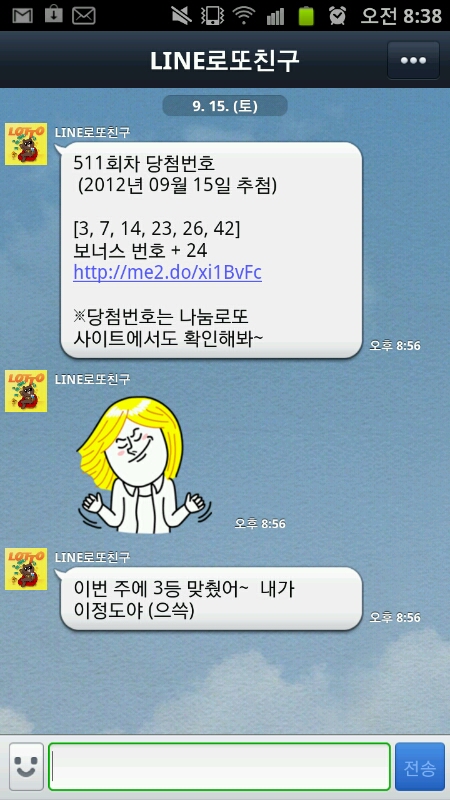 오전 8:38
LINE로또친구
9. 15. (토)
LOTTO
LINE로또친구
511회차 당첨번호
(2012년 09월 15일 추첨)
[3, 7, 14, 23, 26, 42]
보너스 번호 + 24
http://me2.do/xi1BvFc
※당첨번호는 나눔로또
사이트에서도 확인해봐~
오후 8:56
LOTTO
LINE로또친구
오후 8:56
LOTTO
LINE로또친구
이번 주에 3등 맞췄어~ 내가
이정도야 (으쓱)
오후 8:56
전송